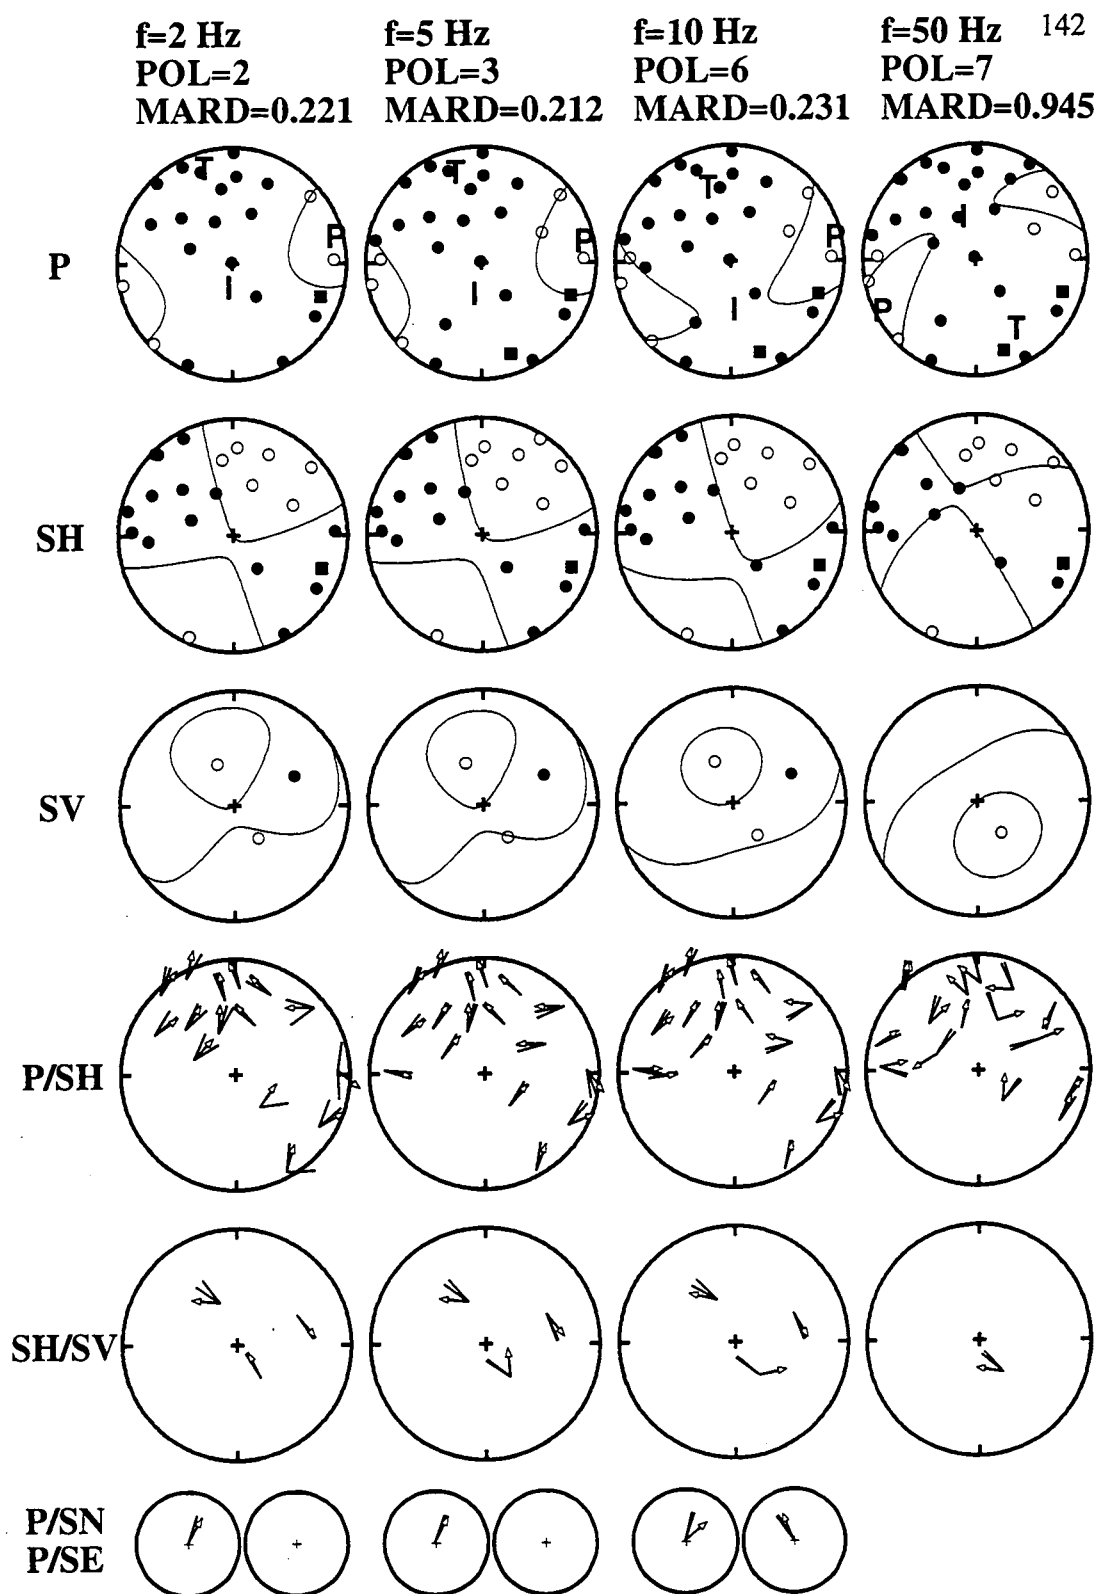 142
f=2 Hz f=5 Hz f=10 Hz f=50 Hz
POL=2 POL=3 POL=6 POL=7
MARD=0.221 MARD=0.212 MARD=0.231 MARD=0.945
T T T I
P P P P P
I I I T
SH
SV
P/SH
SH/SV
P/SN
P/SE